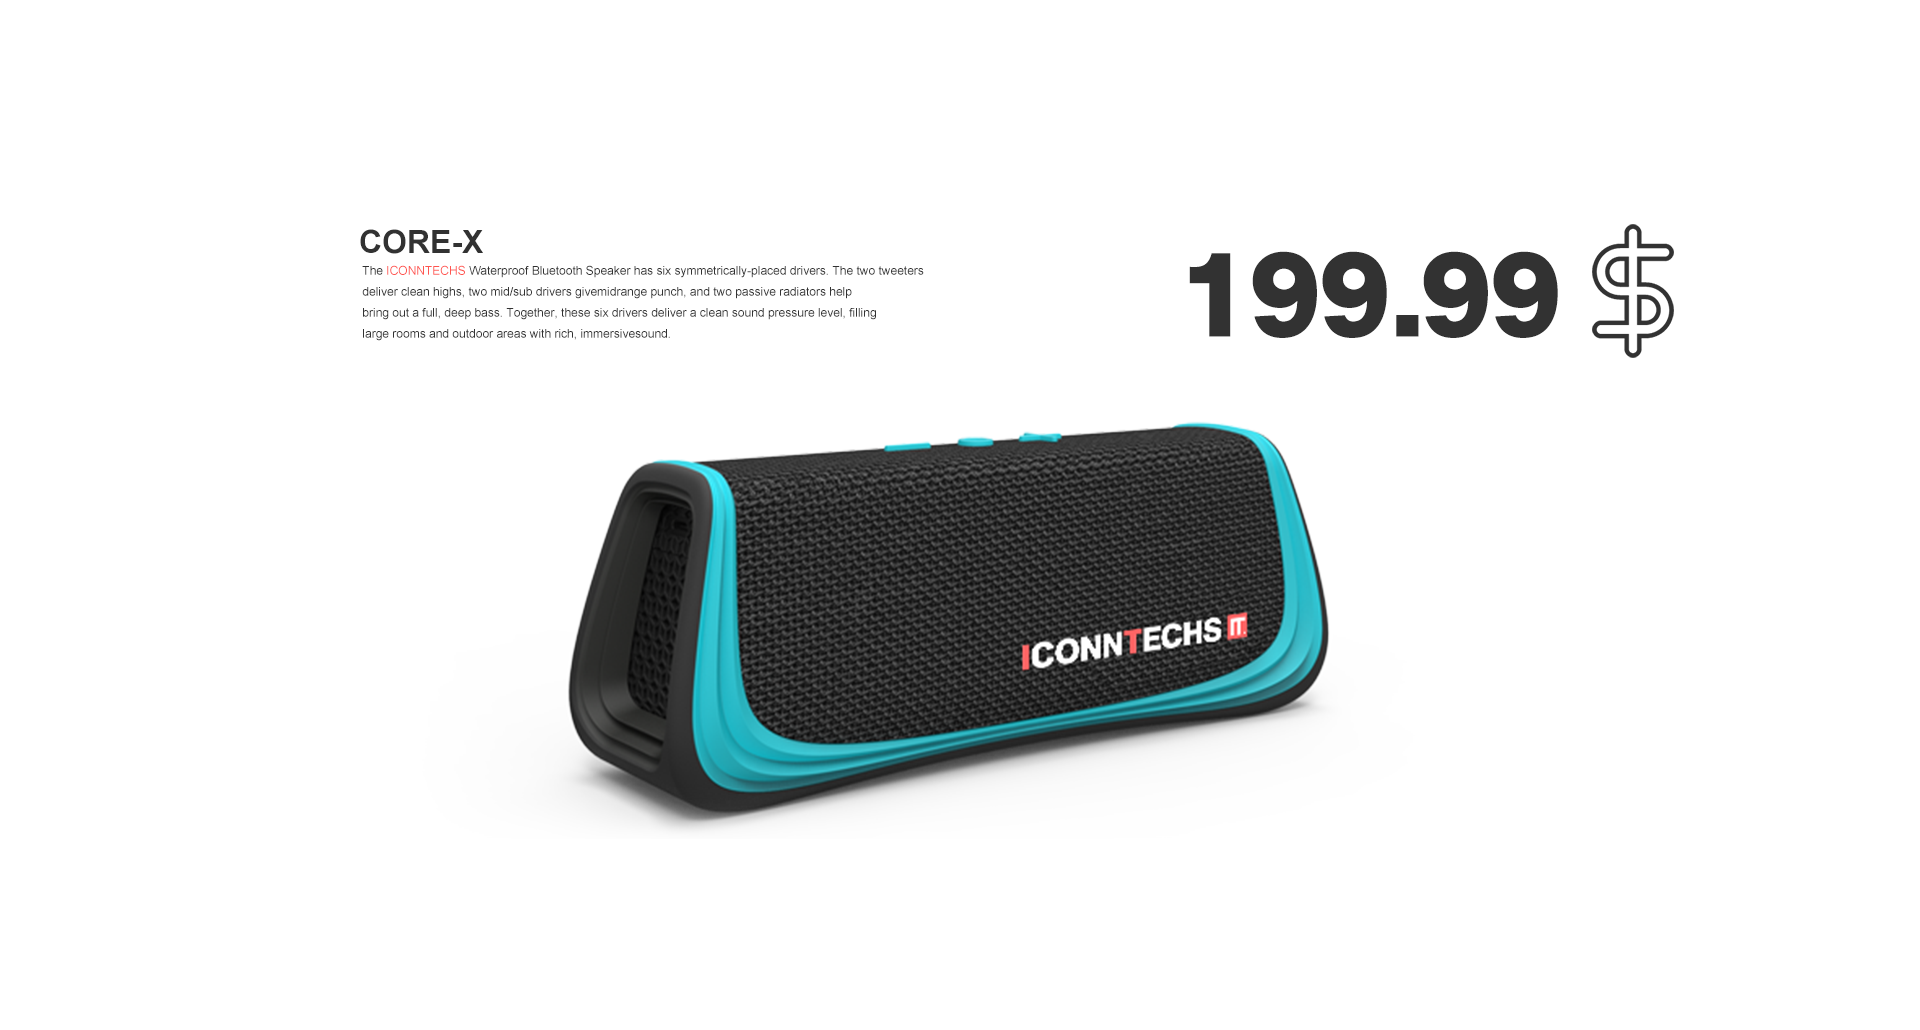 CORE-X
The ICONNTECHS Waterproof Bluetooth Speaker has six symmetrically-placed drivers. The two tweeters
deliver clean highs, two mid/sub drivers givemidrange punch, and two passive radiators help
bring out a full, deep bass. Together, these six drivers deliver a clean sound pressure level, filling
large rooms and outdoor areas with rich, immersivesound.
199.99 $
ICONNTECHS IT.